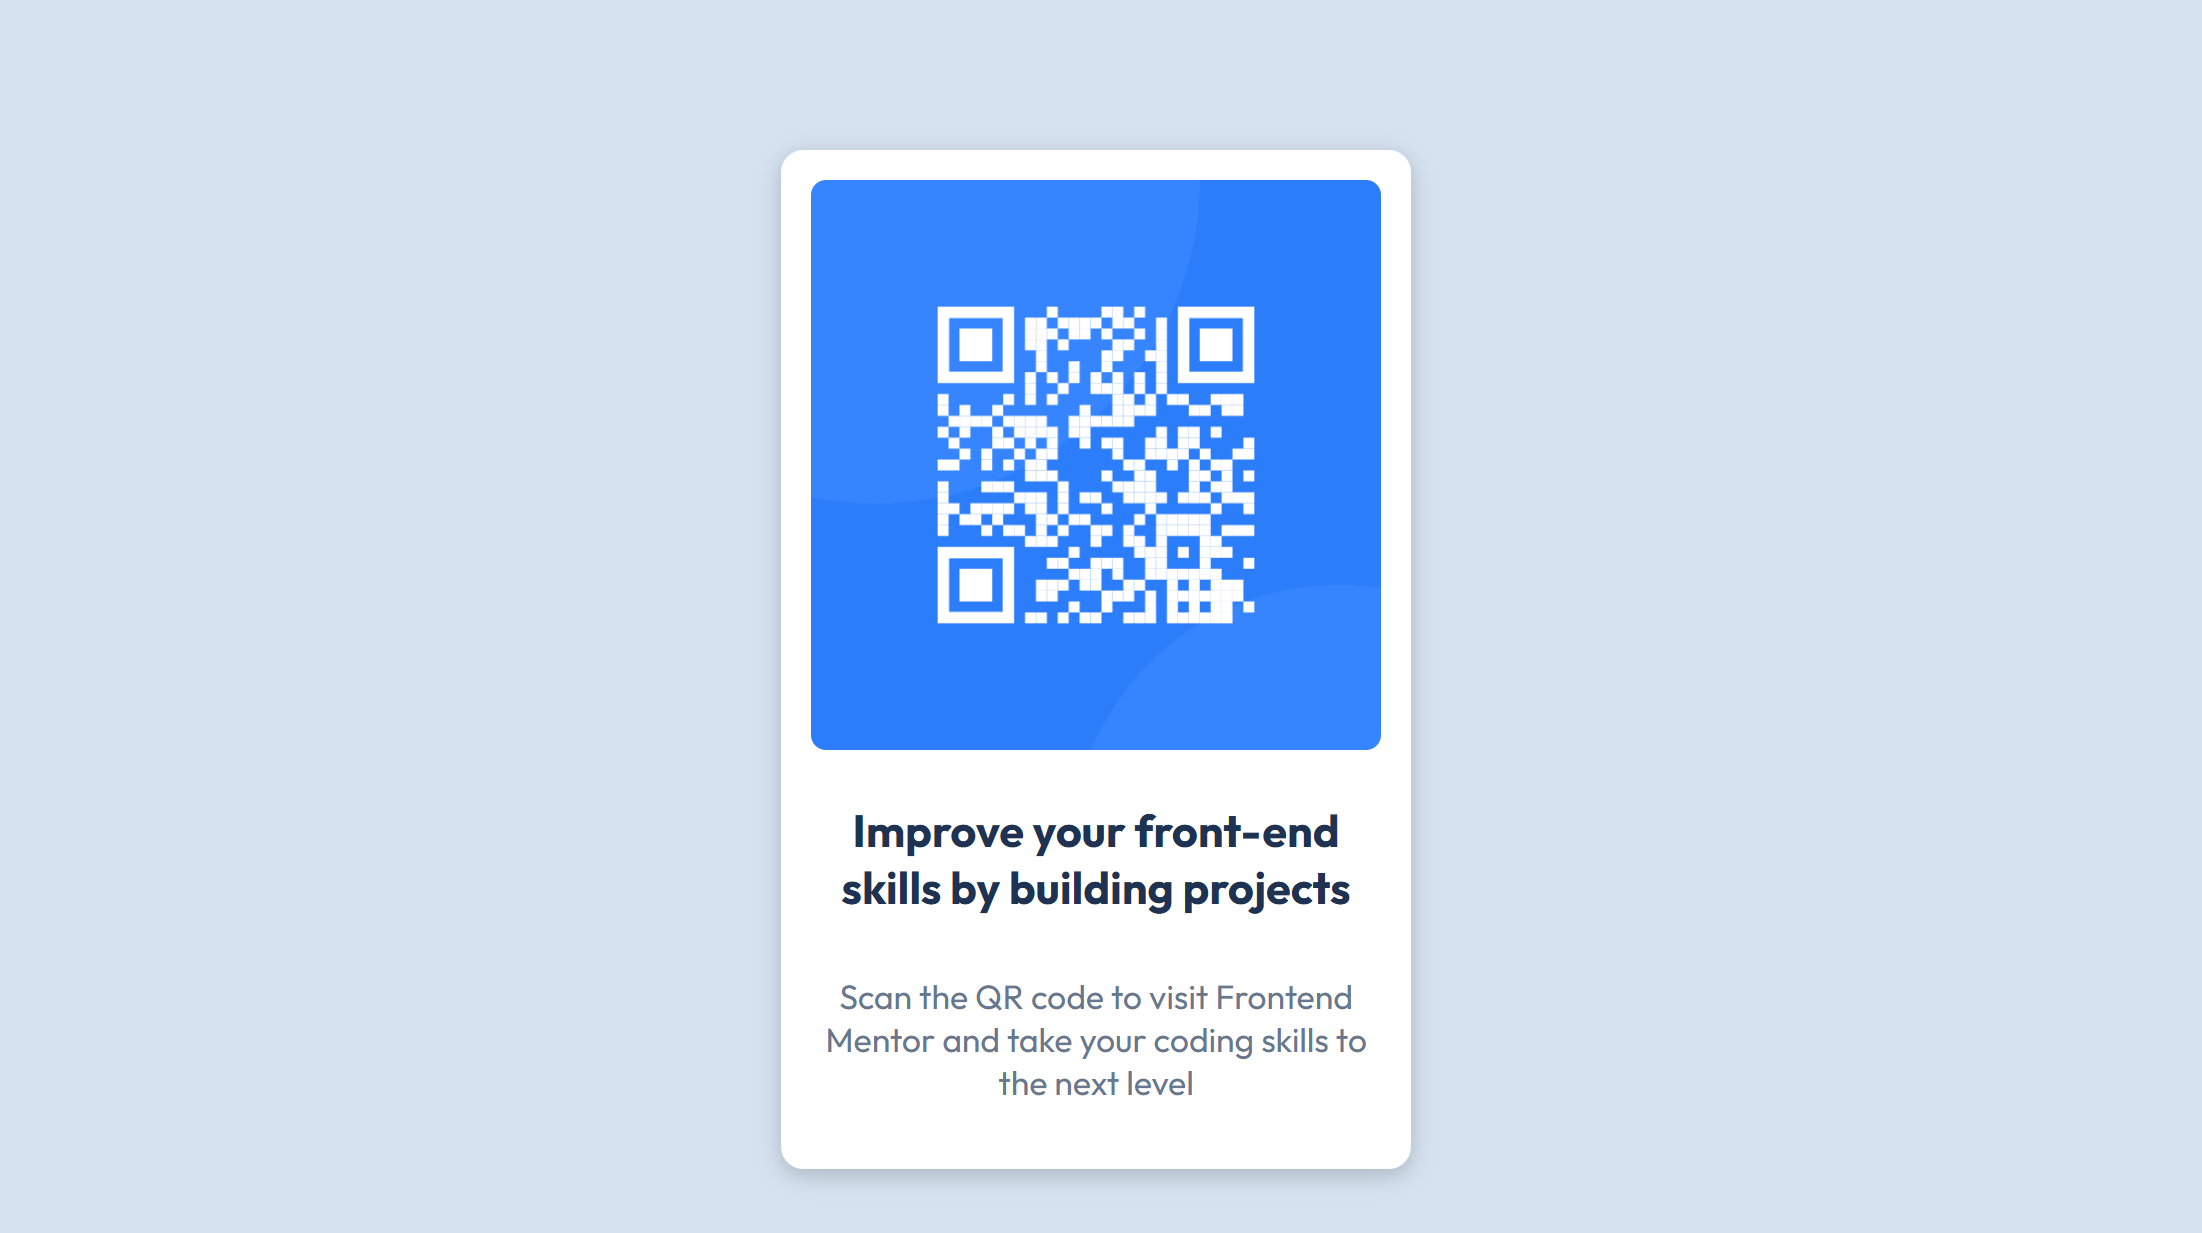 Improve your front-end
skills by building projects
Scan the QR code to visit Frontend
Mentor and take your coding skills to
the next level